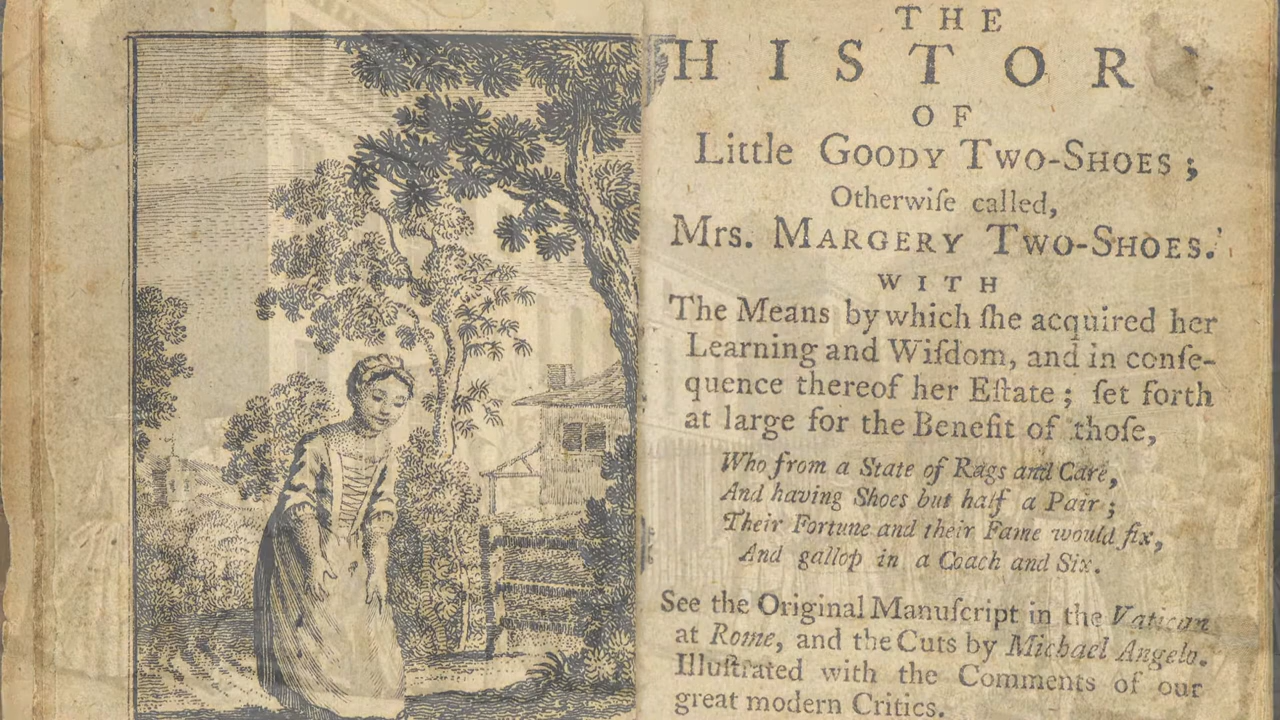 THE
HISTOR
OF
Little GOODY TWO-SHOES;
Otherwiſe called,
Mrs. MARGERY TWO-SHOES.
WITH
The Means by which ſhe acquired her
Learning and Wiſdom, and in conſe-
quence thereof her Eſtate; ſet forth
at large for the Benefit of thoſe,
Who from a State of Rags and Care,
And having Shoes but half a Pair;
Their Fortune and their Fame would fix,
And gallop in a Coach and Six.
See the Original Manuſcript in the Vatican
at Rome, and the Cuts by Michael Angelo.
Illuſtrated with the Comments of our
great modern Critics.